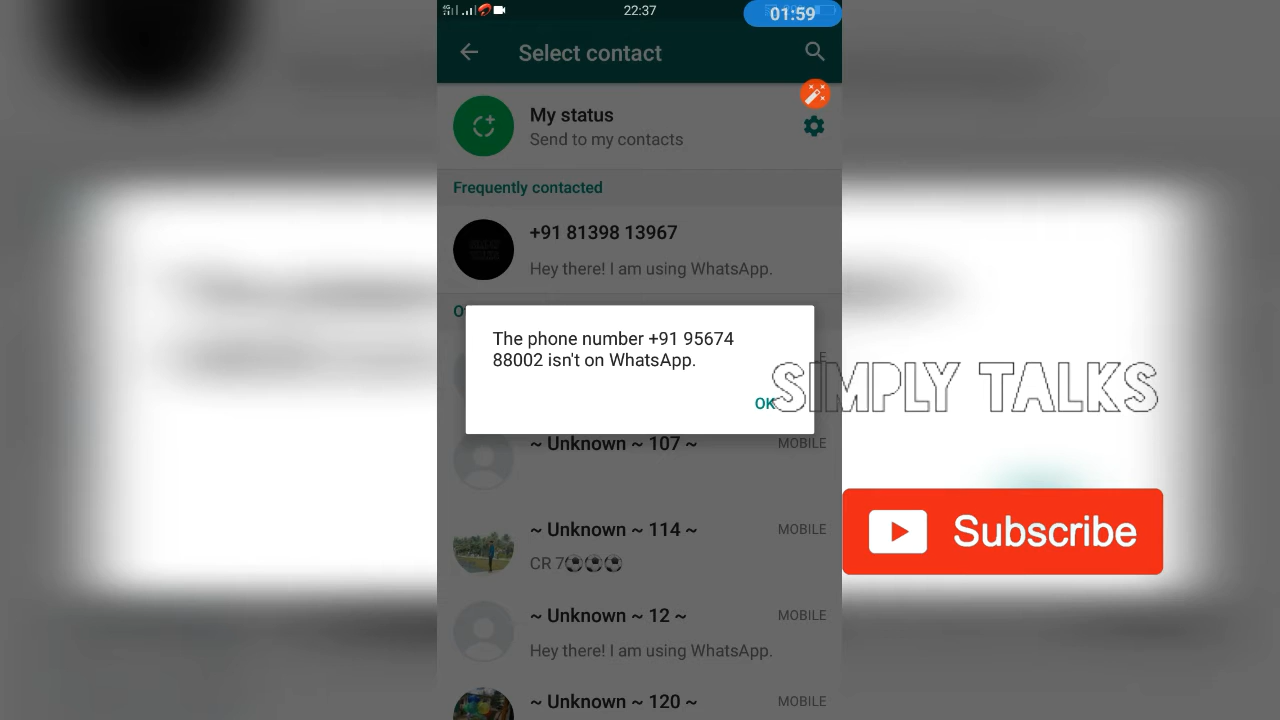 22:37
01:59
Select contact
My status
Send to my contacts
Frequently contacted
+91 81398 13967
Hey there! I am using WhatsApp.
The phone number +91 95674
88002 isn't on WhatsApp.
OK
SIMPLY TALKS
~ Unknown ~ 107 ~
MOBILE
Subscribe
~ Unknown ~ 114 ~
MOBILE
CR 7⚽⚽⚽
~ Unknown ~ 12 ~
MOBILE
Hey there! I am using WhatsApp.
~ Unknown ~ 120 ~
MOBILE